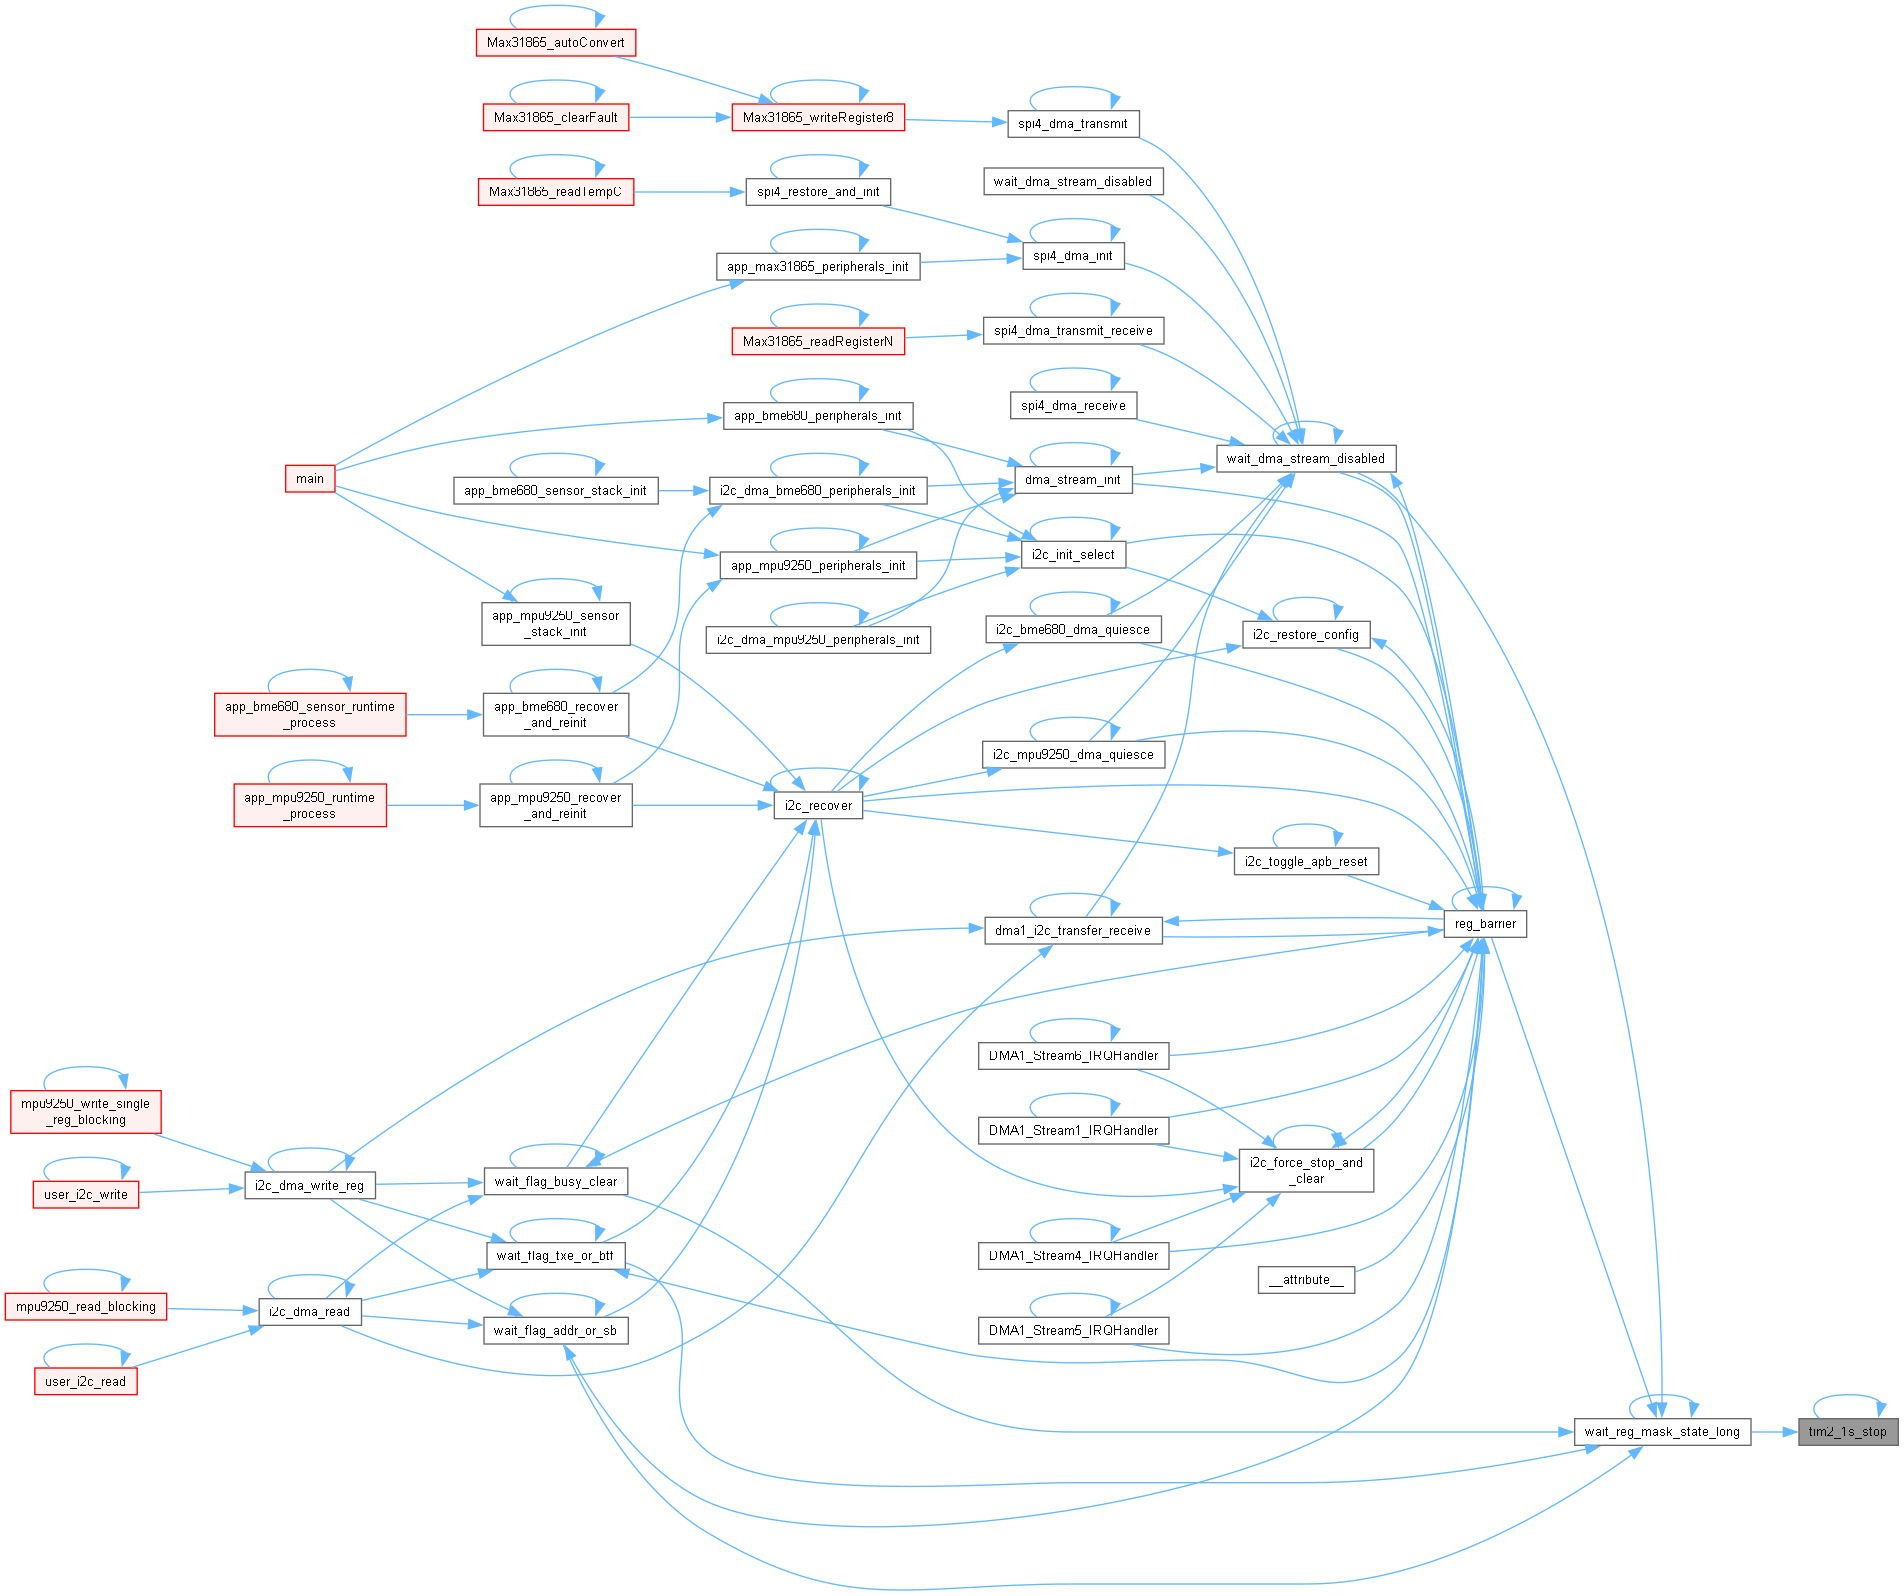 Max31865_autoConvert
Max31865_clearFault
Max31865_writeRegister8
spi4_dma_transmit
wait_dma_stream_disabled
Max31865_readTempC
spi4_restore_and_init
app_max31865_peripherals_init
spi4_dma_init
Max31865_readRegisterN
spi4_dma_transmit_receive
app_bme680_peripherals_init
spi4_dma_receive
wait_dma_stream_disabled
main
app_bme680_sensor_stack_init
i2c_dma_bme680_peripherals_init
dma_stream_init
app_mpu9250_peripherals_init
i2c_init_select
app_mpu9250_sensor
_stack_init
i2c_dma_mpu9250_peripherals_init
i2c_bme680_dma_quiesce
i2c_restore_config
app_bme680_sensor_runtime
_process
app_bme680_recover
_and_reinit
i2c_mpu9250_dma_quiesce
app_mpu9250_runtime
_process
app_mpu9250_recover
_and_reinit
i2c_recover
i2c_toggle_apb_reset
dma1_i2c_transfer_receive
reg_barrier
DMA1_Stream6_IRQHandler
mpu9250_write_single
_reg_blocking
DMA1_Stream1_IRQHandler
user_i2c_write
i2c_dma_write_reg
wait_flag_busy_clear
i2c_force_stop_and
_clear
wait_flag_txe_or_btf
DMA1_Stream4_IRQHandler
__attribute__
mpu9250_read_blocking
i2c_dma_read
wait_flag_addr_or_sb
DMA1_Stream5_IRQHandler
user_i2c_read
wait_reg_mask_state_long
tim2_1s_stop